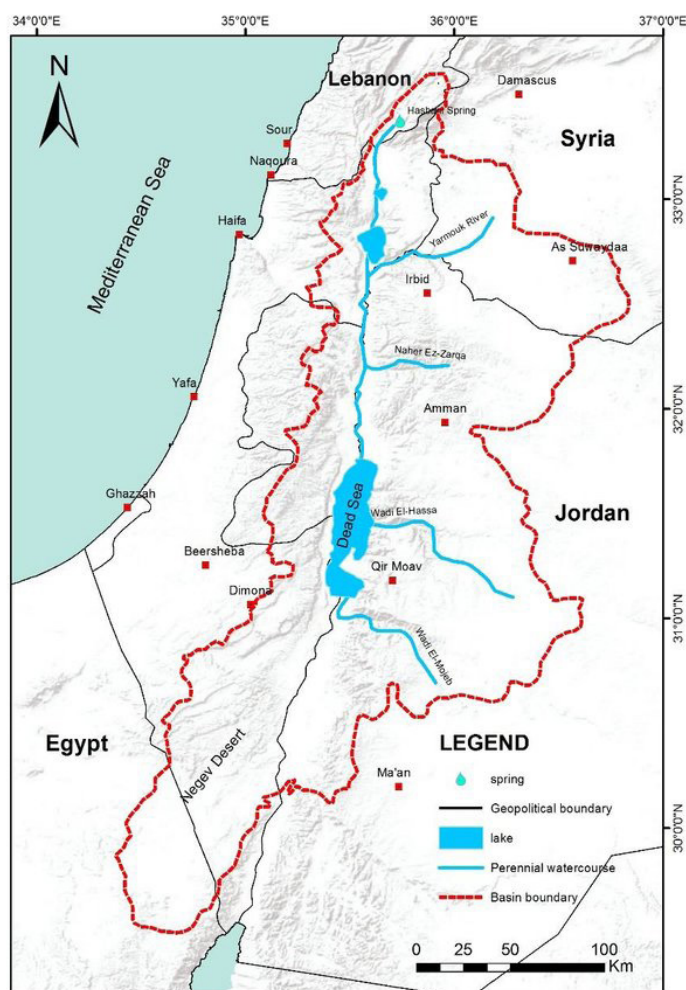 34°0'0"E
35°0'0"E
36°0'0"E
37°0'0"E
N
Lebanon
Damascus
Hasbani Spring
Syria
Sour
Naqoura
33°0'0"N
Mediterranean Sea
Haifa
Yarmouk River
As Suwaydaa
Irbid
Naher Ez-Zarqa
Yafa
Amman
32°0'0"N
Ghazzah
Dead Sea
Wadi El-Hassa
Jordan
Beersheba
Qir Moav
Dimona
31°0'0"N
Wadi El-Mojeb
Egypt
Negev Desert
LEGEND
Ma'an
spring
Geopolitical boundary
lake
30°0'0"N
Perennial watercourse
Basin boundary
0 25 50 100
Km